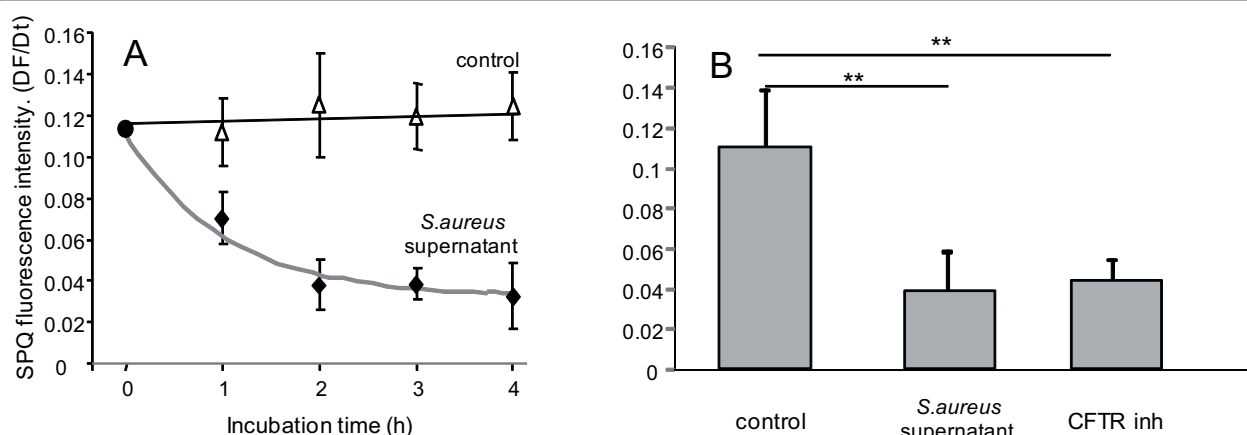 SPQ fluorescence intensity. (DF/Dt)
A
0.16
0.14
0.12
0.10
0.08
0.06
0.04
0.02
0
control
S.aureus
supernatant
0 1 2 3 4
Incubation time (h)
B
0.16
0.14
0.12
0.1
0.08
0.06
0.04
0.02
0
**
**
control
S.aureus
supernatant
CFTR inh